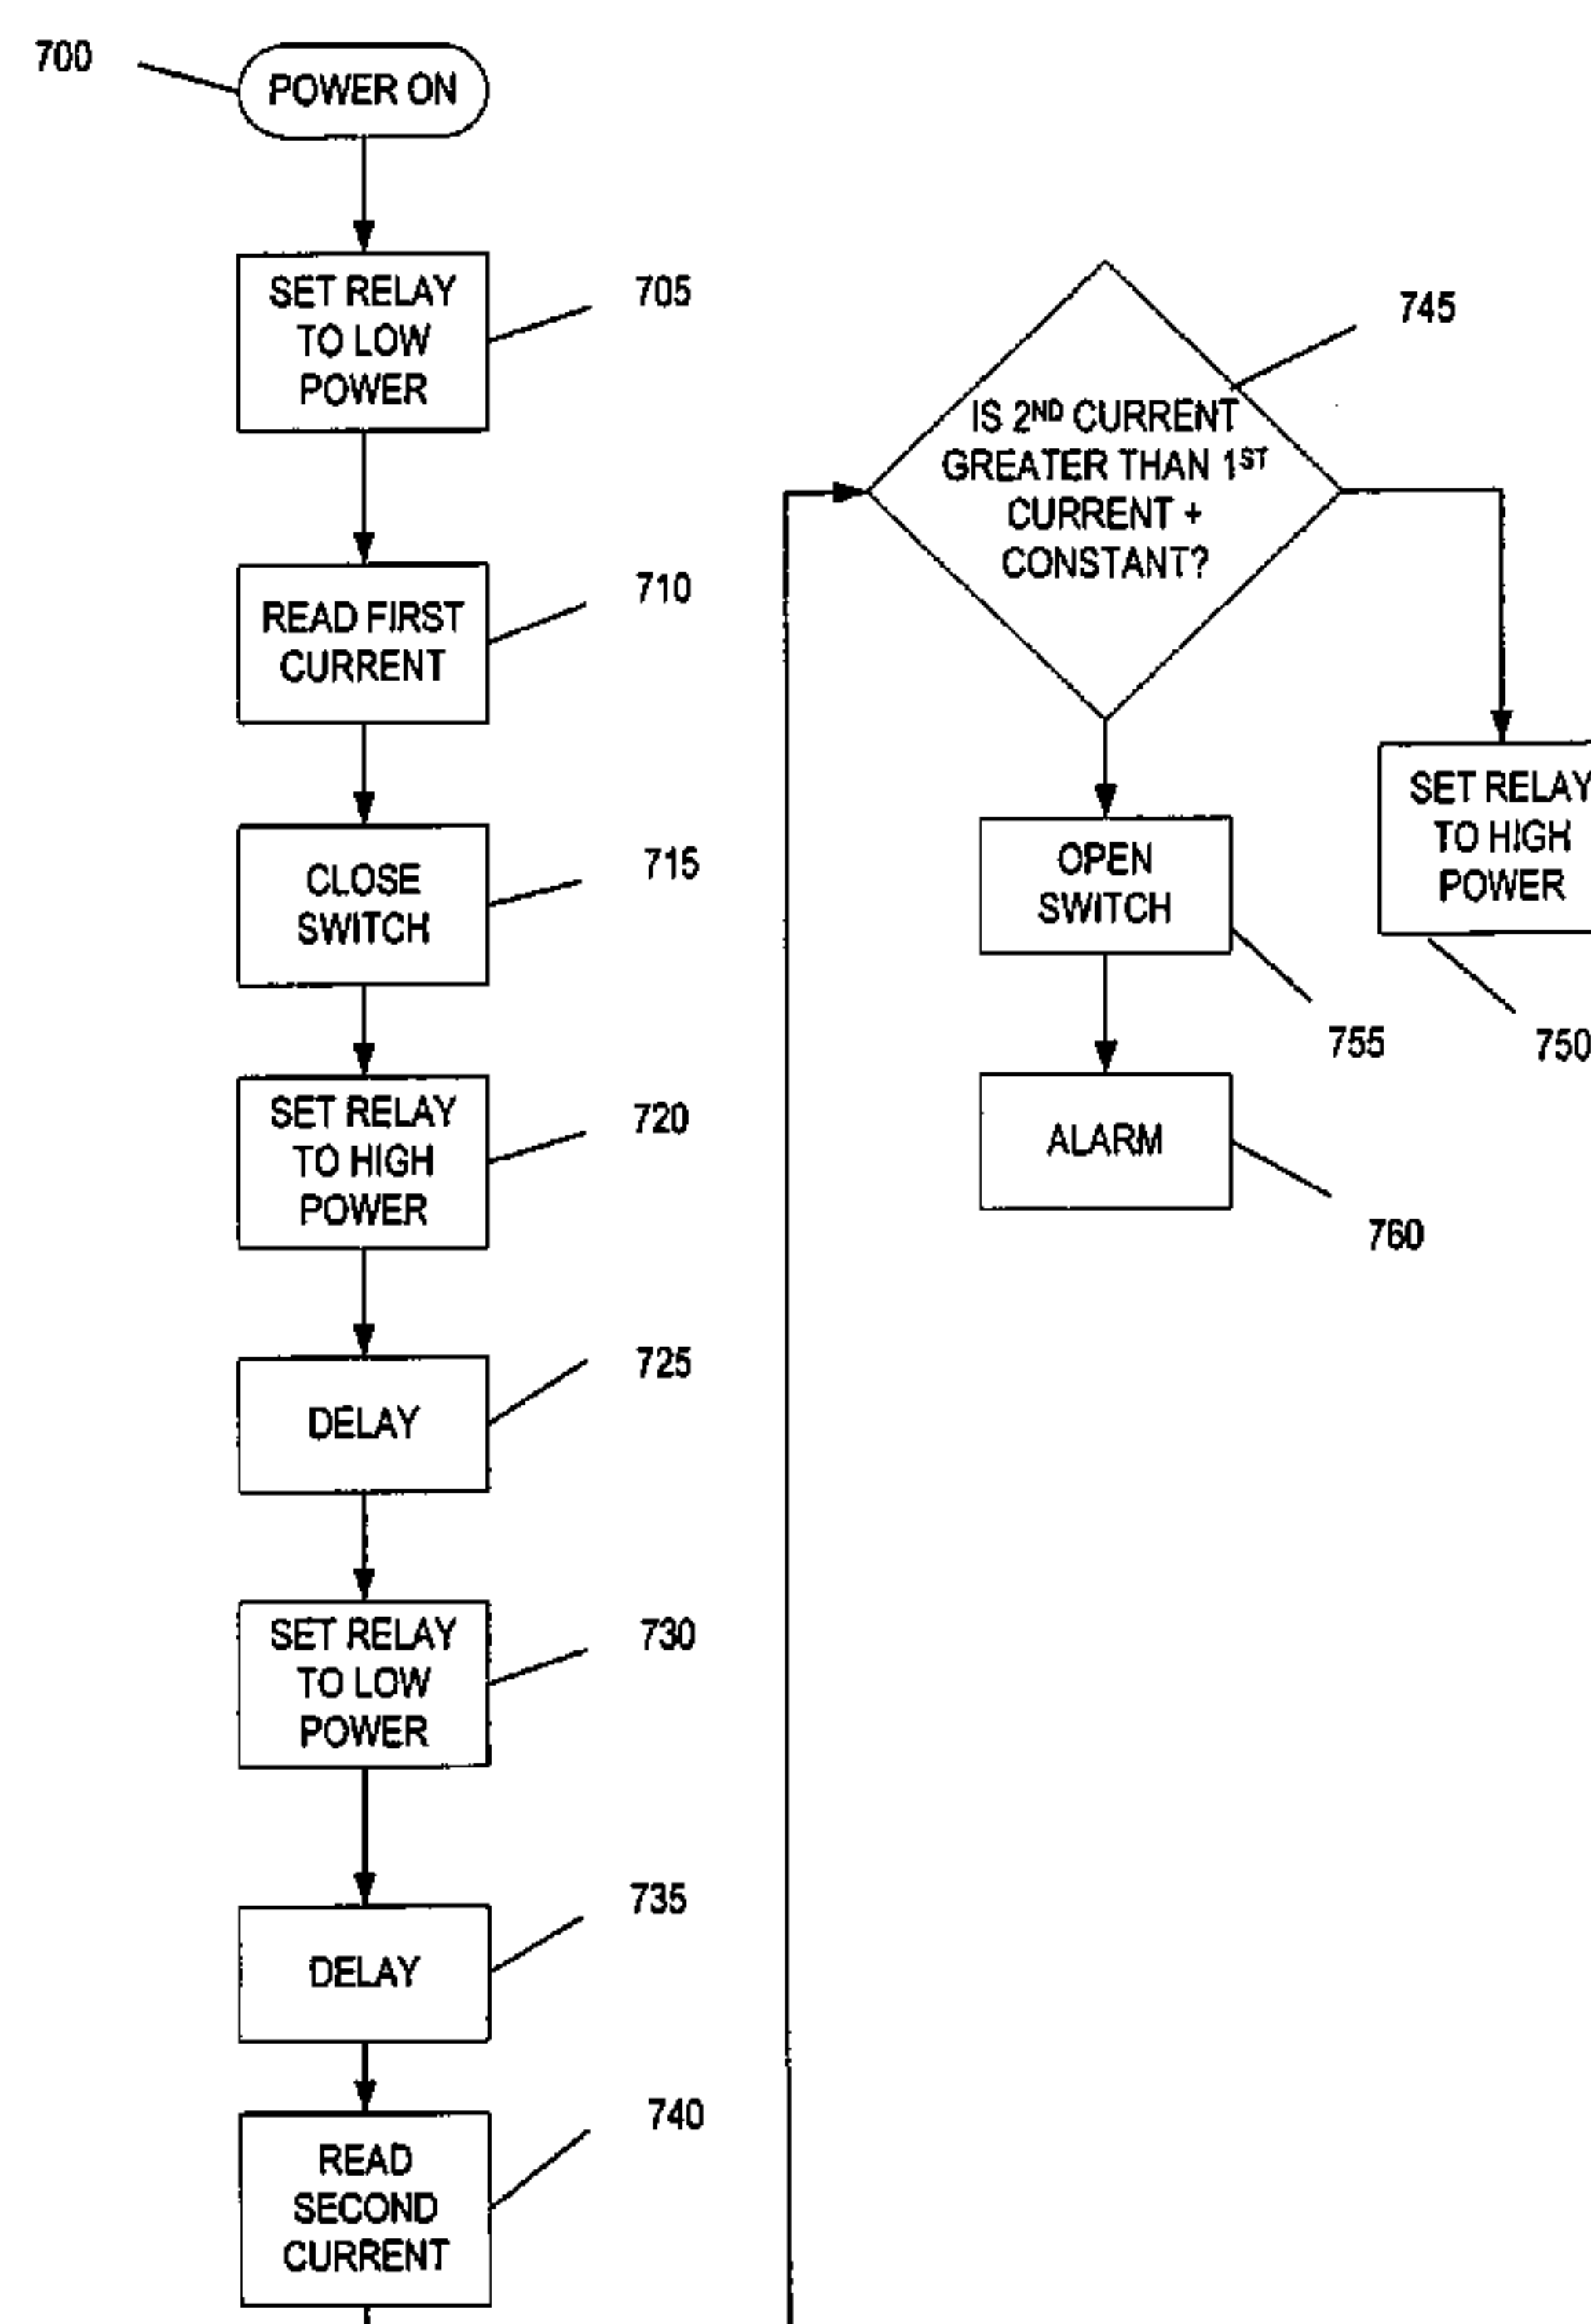 700
POWER ON
SET RELAY
TO LOW
POWER
705
READ FIRST
CURRENT
710
CLOSE
SWITCH
715
SET RELAY
TO HIGH
POWER
720
DELAY
725
SET RELAY
TO LOW
POWER
730
DELAY
735
READ
SECOND
CURRENT
740
IS 2ND CURRENT
GREATER THAN 1ST
CURRENT +
CONSTANT?
745
SET RELAY
TO HIGH
POWER
750
OPEN
SWITCH
755
ALARM
760